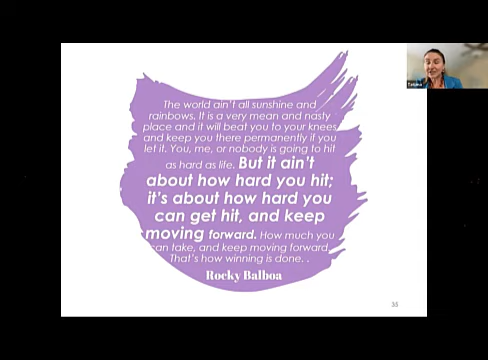 The world ain't all sunshine and
rainbows. It is a very mean and nasty
place and it will beat you to your knees
and keep you there permanently if you
let it. You, me, or nobody is going to hit
as hard as life. But it ain't
about how hard you hit;
it's about how hard you
can get hit, and keep
moving forward. How much you
can take, and keep moving forward.
That's how winning is done. .
Rocky Balboa
35